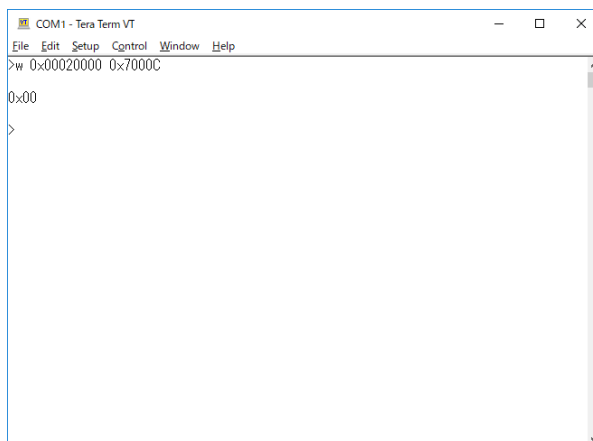 COM1 - Tera Term VT
File Edit Setup Control Window Help
>w 0x00020000 0x7000C
0x00
>